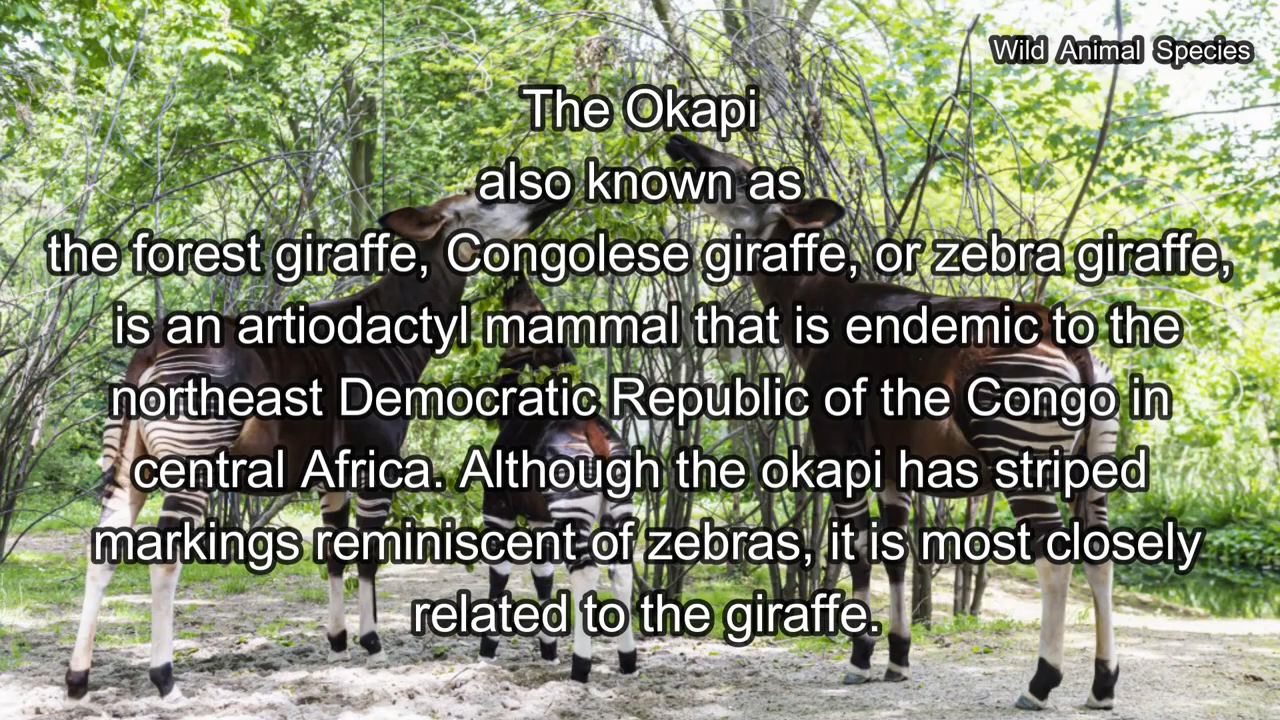 Wild Animal Species
The Okapi
also known as
the forest giraffe, Congolese giraffe, or zebra giraffe,
is an artiodactyl mammal that is endemic to the
northeast Democratic Republic of the Congo in
central Africa. Although the okapi has striped
markings reminiscent of zebras, it is most closely
related to the giraffe.